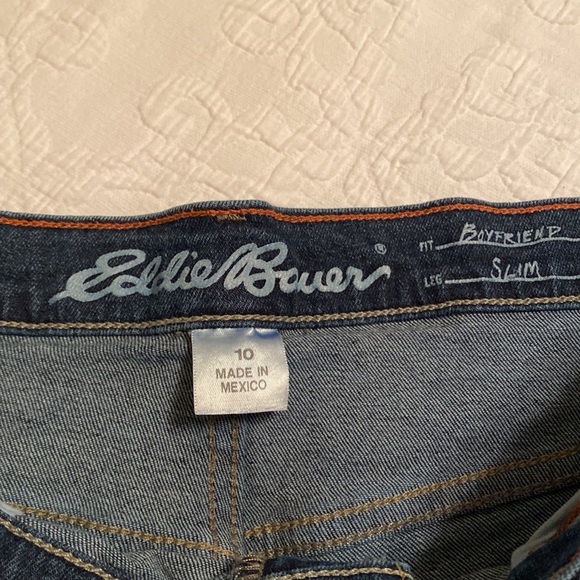 Eddie Bauer®
FIT BOYFRIEND
LEG SLIM
10
MADE IN
MEXICO